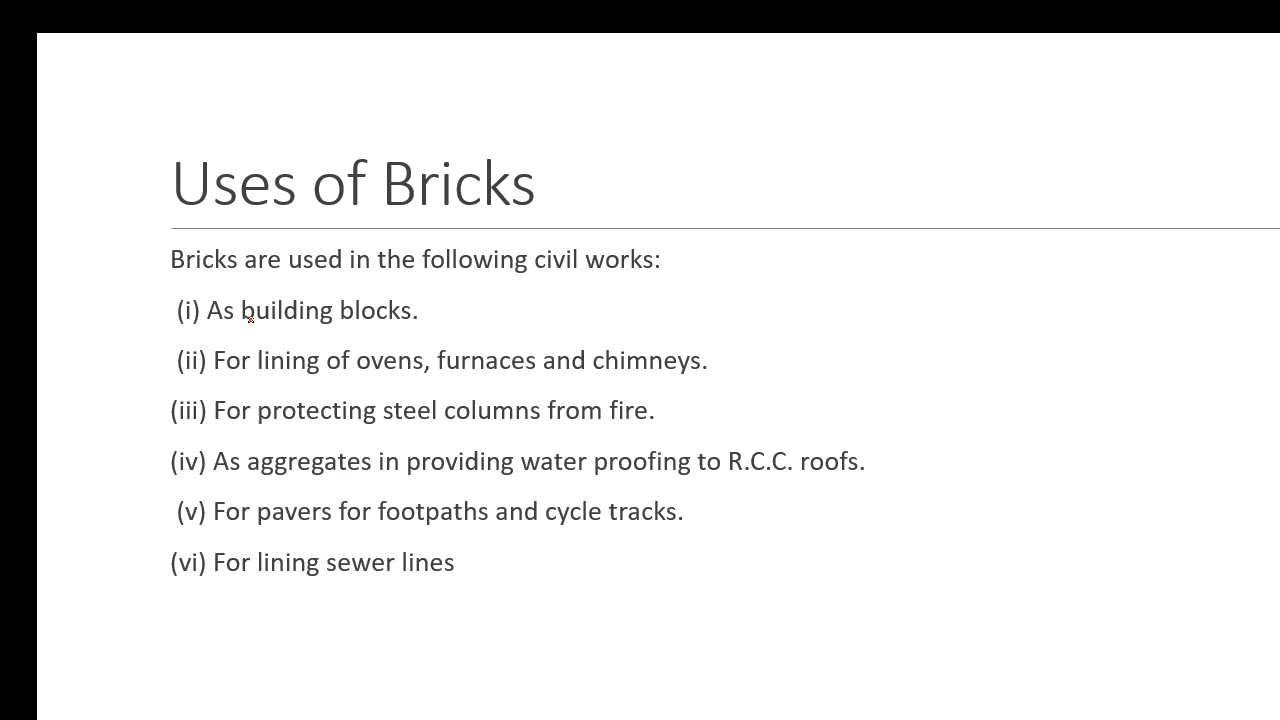 Uses of Bricks
Bricks are used in the following civil works:
(i) As building blocks.
(ii) For lining of ovens, furnaces and chimneys.
(iii) For protecting steel columns from fire.
(iv) As aggregates in providing water proofing to R.C.C. roofs.
(v) For pavers for footpaths and cycle tracks.
(vi) For lining sewer lines